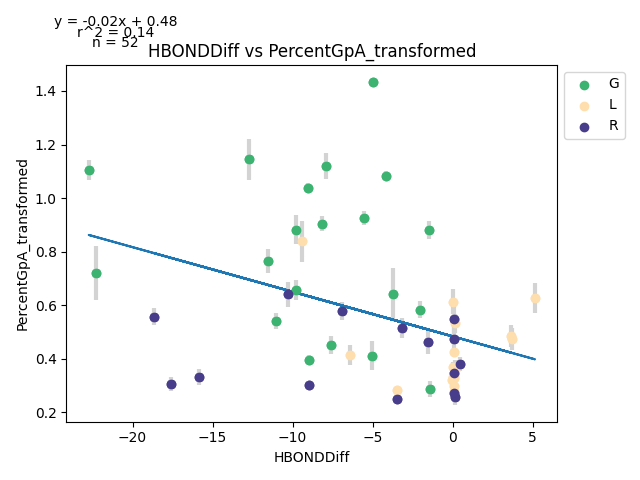 y = -0.02x + 0.48
r^2 = 0.14
n = 52
HBONDDiff vs PercentGpA_transformed
G
L
R
PercentGpA_transformed
1.4
1.2
1.0
0.8
0.6
0.4
0.2
−20
−15
−10
−5
0
5
HBONDDiff